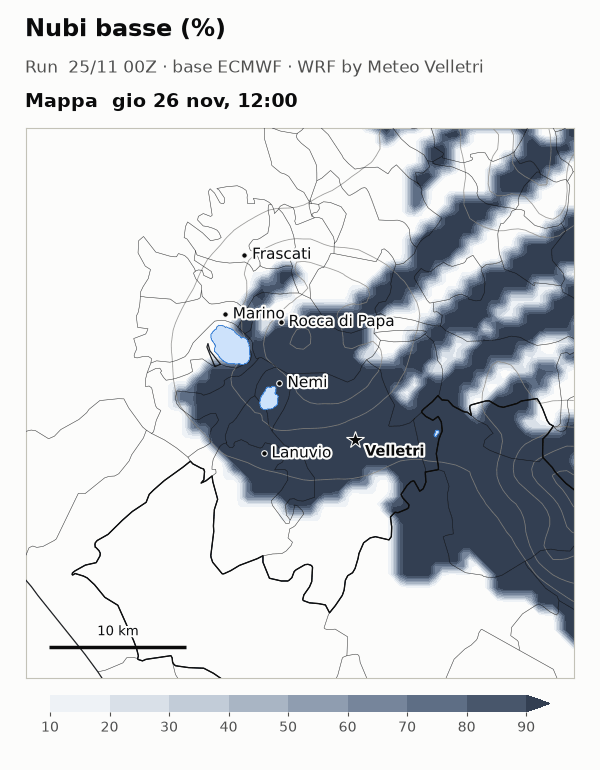 Nubi basse (%)
Run  25/11 00Z · base ECMWF · WRF by Meteo Velletri
Mappa  gio 26 nov, 12:00
Frascati
Marino
Rocca di Papa
Nemi
Velletri
Lanuvio
10 km
10 20 30 40 50 60 70 80 90